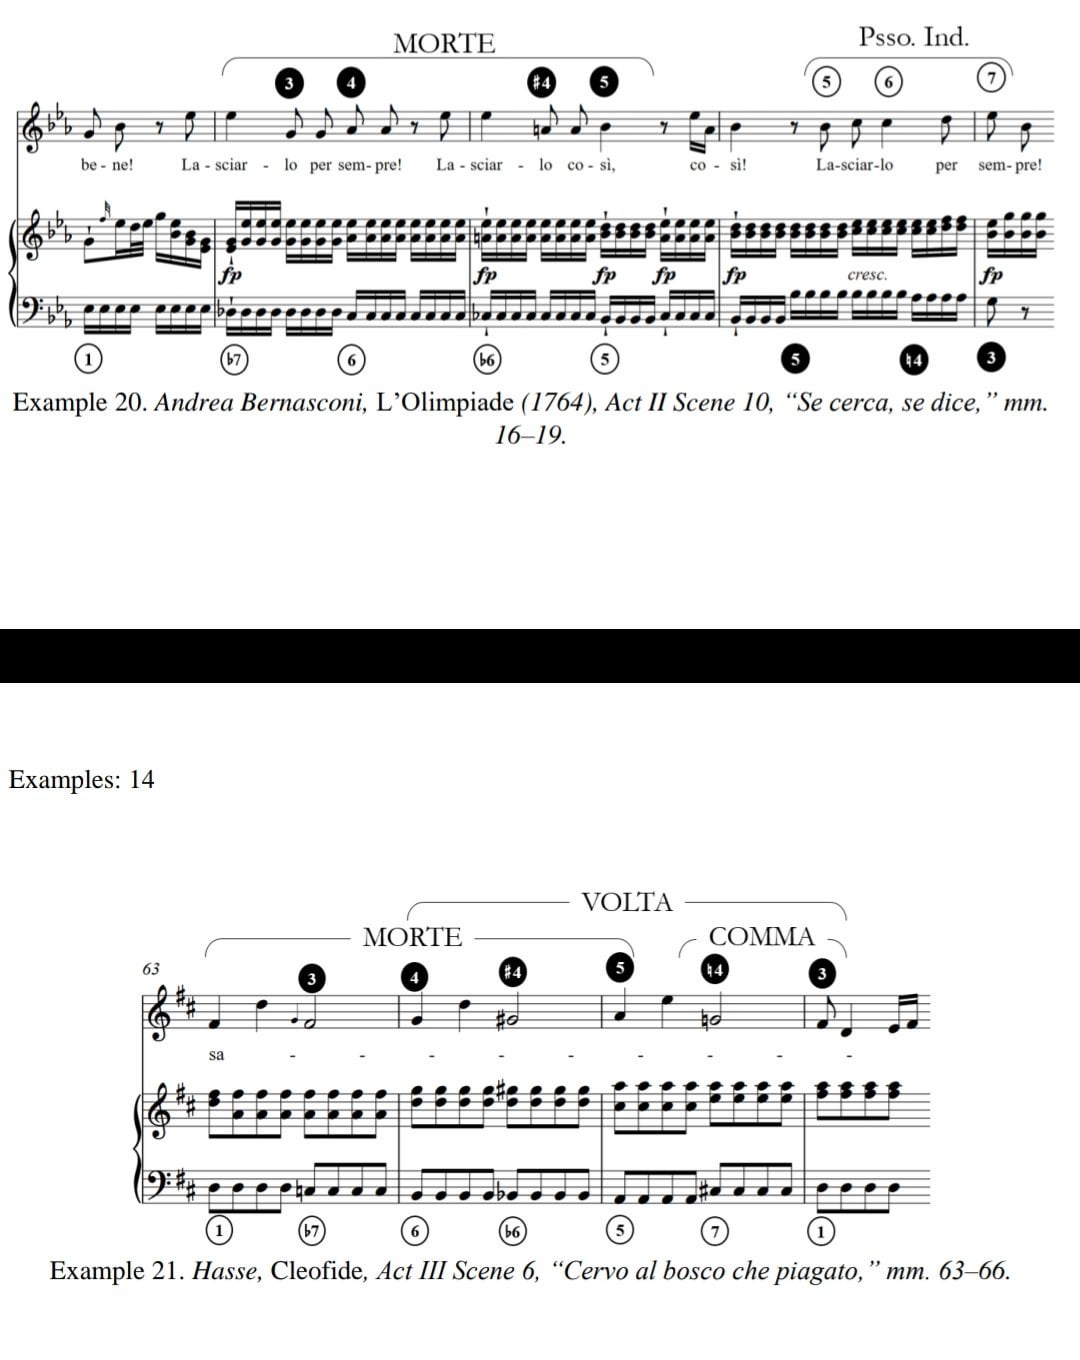 MORTE
Psso. Ind.
3 4 ♯4 5 5 6 7
be - ne! La - sciar - lo per sem - pre! La - sciar - lo co - sì, co - sì! La-sciar-lo per sem- pre!
fp fp fp fp fp cresc. fp
1 ♭7 6 ♭6 5 5 ♮4 3
Example 20. Andrea Bernasconi, L’Olimpiade (1764), Act II Scene 10, “Se cerca, se dice,” mm.
16–19.
Examples: 14
VOLTA
MORTE COMMA
63
3 4 ♯4 5 ♮4 3
sa - - - - - - - - -
1 ♭7 6 ♭6 5 7 1
Example 21. Hasse, Cleofide, Act III Scene 6, “Cervo al bosco che piagato,” mm. 63–66.